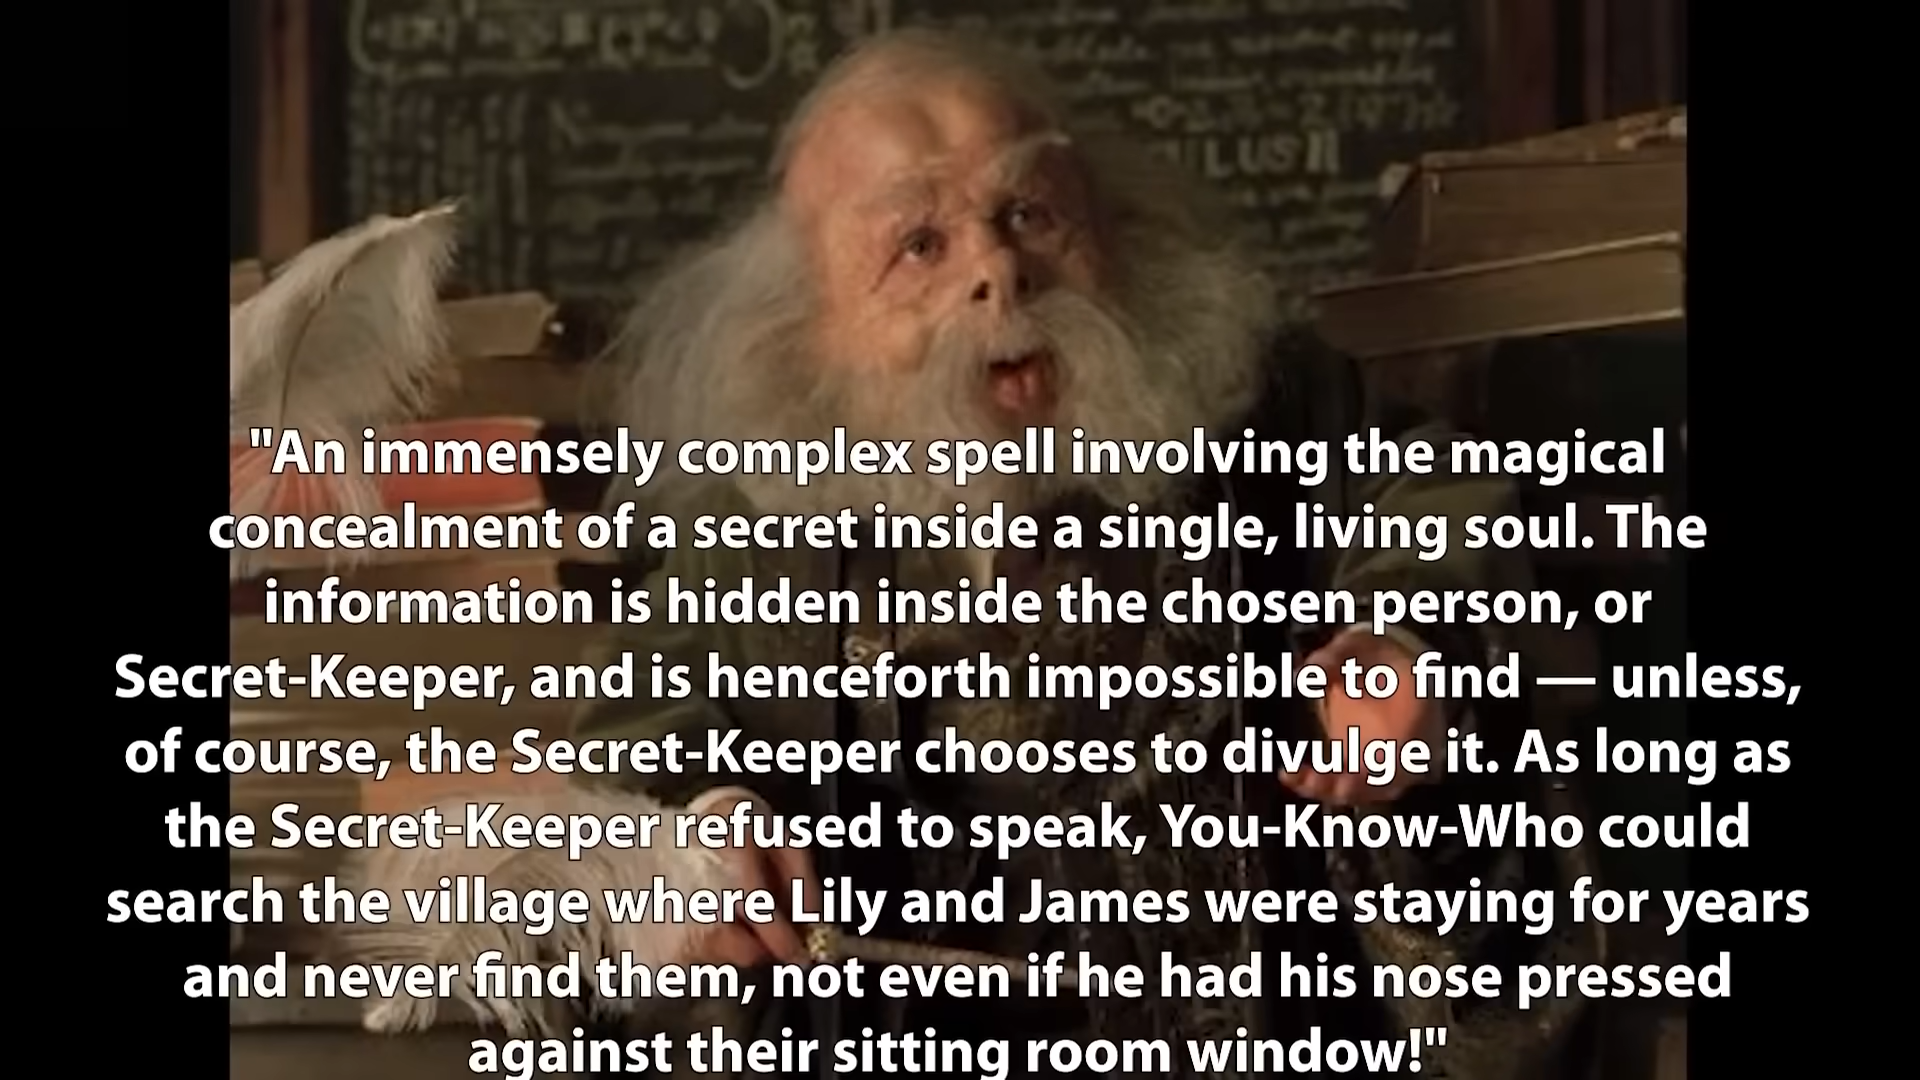 LUS II
"An immensely complex spell involving the magical
concealment of a secret inside a single, living soul. The
information is hidden inside the chosen person, or
Secret-Keeper, and is henceforth impossible to find — unless,
of course, the Secret-Keeper chooses to divulge it. As long as
the Secret-Keeper refused to speak, You-Know-Who could
search the village where Lily and James were staying for years
and never find them, not even if he had his nose pressed
against their sitting room window!"